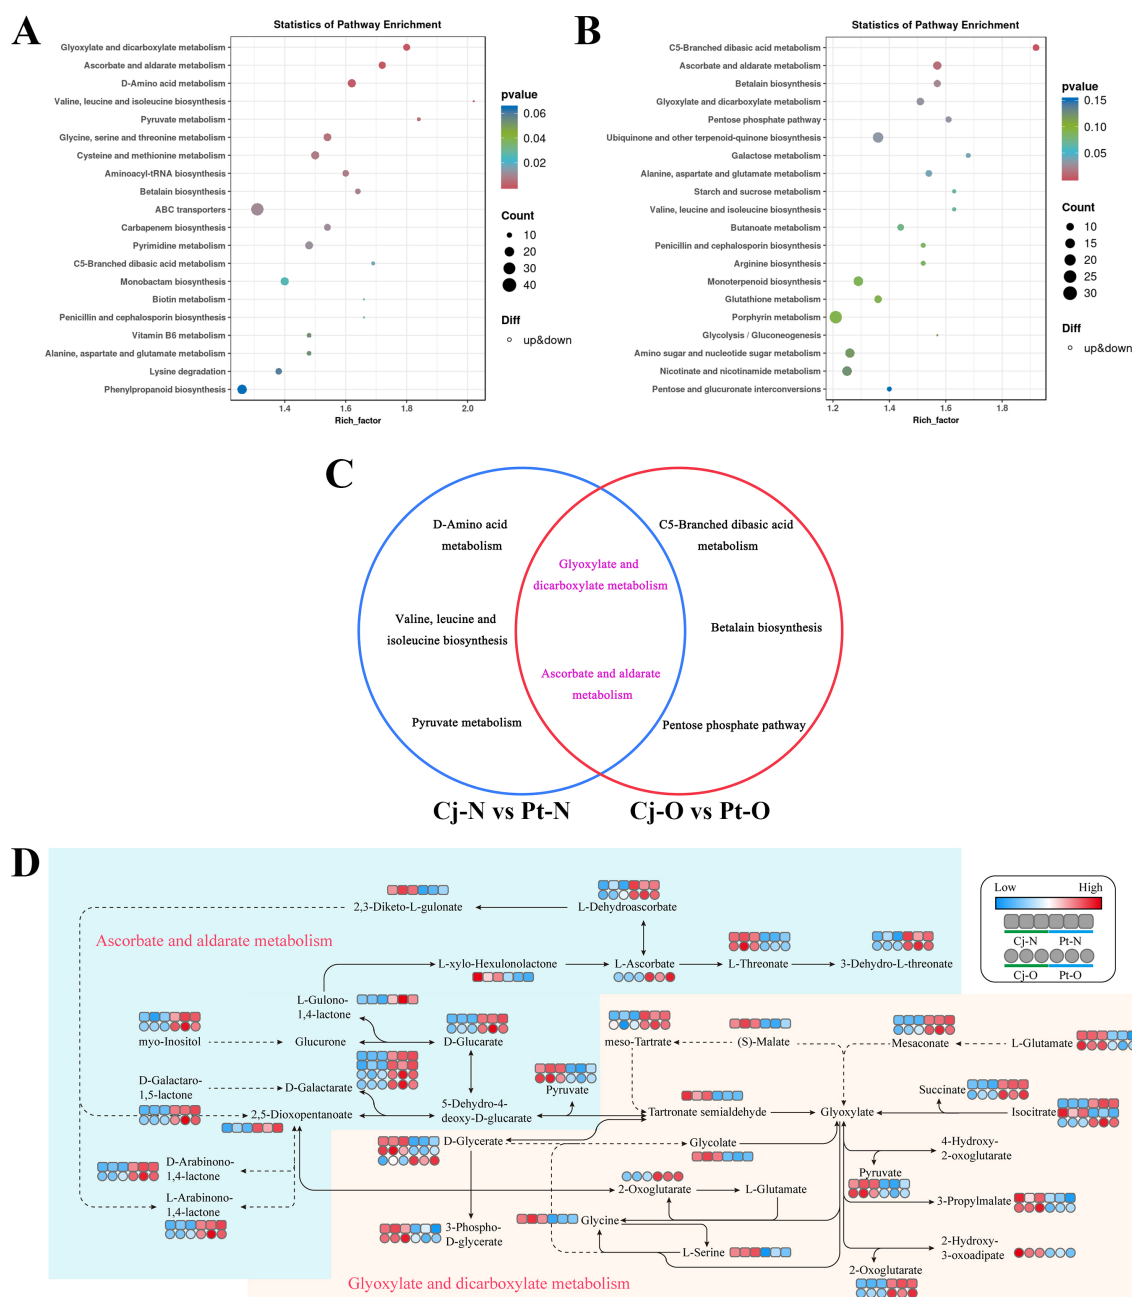 A
Statistics of Pathway Enrichment
Glyoxylate and dicarboxylate metabolism
Ascorbate and aldarate metabolism
D-Amino acid metabolism
Valine, leucine and isoleucine biosynthesis
Pyruvate metabolism
Glycine, serine and threonine metabolism
Cysteine and methionine metabolism
Aminoacyl-tRNA biosynthesis
Betalain biosynthesis
ABC transporters
Carbapenem biosynthesis
Pyrimidine metabolism
C5-Branched dibasic acid metabolism
Monobactam biosynthesis
Biotin metabolism
Penicillin and cephalosporin biosynthesis
Vitamin B6 metabolism
Alanine, aspartate and glutamate metabolism
Lysine degradation
Phenylpropanoid biosynthesis
1.4 1.6 1.8 2.0
Rich_factor
pvalue
0.06
0.04
0.02
Count
10
20
30
40
Diff
up&down
B
Statistics of Pathway Enrichment
C5-Branched dibasic acid metabolism
Ascorbate and aldarate metabolism
Betalain biosynthesis
Glyoxylate and dicarboxylate metabolism
Pentose phosphate pathway
Ubiquinone and other terpenoid-quinone biosynthesis
Galactose metabolism
Alanine, aspartate and glutamate metabolism
Starch and sucrose metabolism
Valine, leucine and isoleucine biosynthesis
Butanoate metabolism
Penicillin and cephalosporin biosynthesis
Arginine biosynthesis
Monoterpenoid biosynthesis
Glutathione metabolism
Porphyrin metabolism
Glycolysis / Gluconeogenesis
Amino sugar and nucleotide sugar metabolism
Nicotinate and nicotinamide metabolism
Pentose and glucuronate interconversions
1.2 1.4 1.6 1.8
Rich_factor
pvalue
0.15
0.10
0.05
Count
10
15
20
25
30
Diff
up&down
C
D-Amino acid
metabolism
Valine, leucine and
isoleucine biosynthesis
Pyruvate metabolism
Glyoxylate and
dicarboxylate metabolism
Ascorbate and aldarate
metabolism
C5-Branched dibasic acid
metabolism
Betalain biosynthesis
Pentose phosphate pathway
Cj-N vs Pt-N
Cj-O vs Pt-O
D
Low High
Cj-N Pt-N
Cj-O Pt-O
2,3-Diketo-L-gulonate
L-Dehydroascorbate
Ascorbate and aldarate metabolism
L-xylo-Hexulonolactone
L-Ascorbate
L-Threonate
3-Dehydro-L-threonate
L-Gulono-
1,4-lactone
myo-Inositol
Glucurone
D-Glucarate
meso-Tartrate
(S)-Malate
Mesaconate
L-Glutamate
D-Galactaro-
1,5-lactone
D-Galactarate
Pyruvate
Succinate
2,5-Dioxopentanoate
5-Dehydro-4-
deoxy-D-glucarate
Tartronate semialdehyde
Glyoxylate
Isocitrate
D-Glycerate
Glycolate
4-Hydroxy-
2-oxoglutarate
D-Arabinono-
1,4-lactone
Pyruvate
2-Oxoglutarate
L-Glutamate
3-Propylmalate
L-Arabinono-
1,4-lactone
3-Phospho-
D-glycerate
Glycine
L-Serine
2-Hydroxy-
3-oxoadipate
2-Oxoglutarate
Glyoxylate and dicarboxylate metabolism